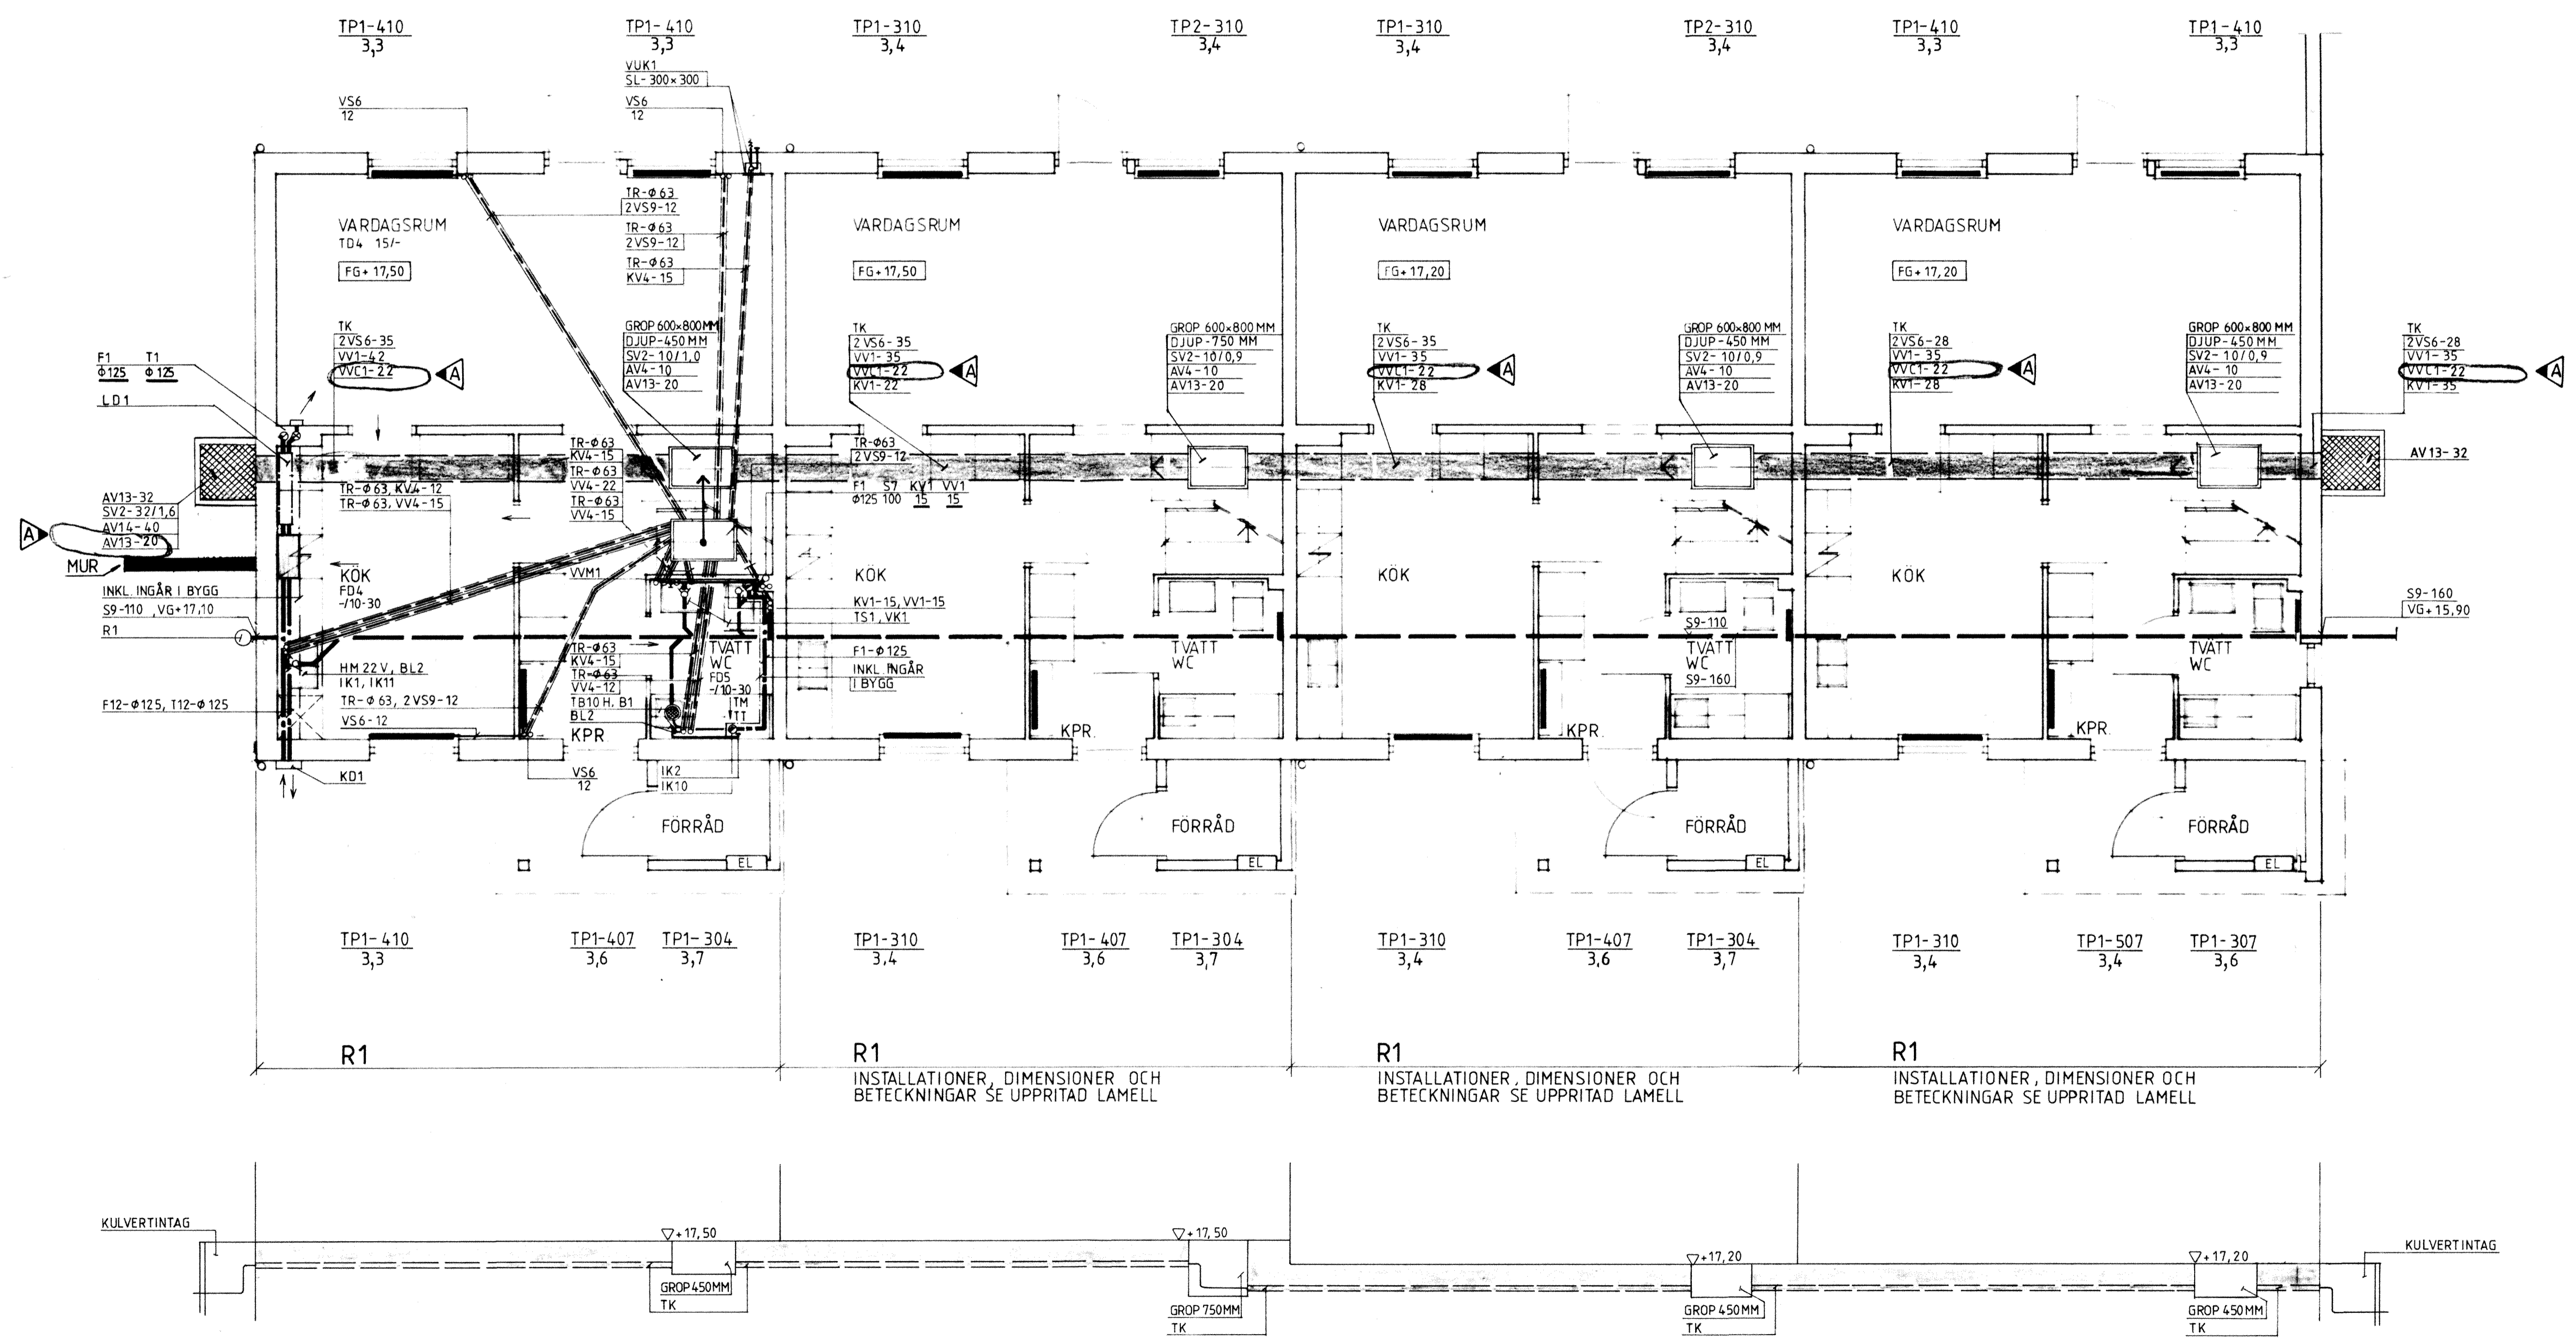 TP1-410
3,3
TP1-410
3,3
TP1-310
3,4
TP2-310
3,4
TP1-310
3,4
TP2-310
3,4
TP1-410
3,3
TP1-410
3,3
VUK1
SL-300×300
VS6
12
VS6
12
TR-Φ63
2VS9-12
TR-Φ63
2VS9-12
TR-Φ63
KV4-15
VARDAGSRUM
TD4 15/-
FG+17,50
VARDAGSRUM
FG+17,50
VARDAGSRUM
FG+17,20
VARDAGSRUM
FG+17,20
F1 T1
Φ125 Φ125
LD1
TK
2VS6-35
VV1-42
VVC1-22
A
GROP 600×800 MM
DJUP-450 MM
SV2-10/1,0
AV4-10
AV13-20
TK
2VS6-35
VV1-35
VVC1-22
KV1-22
A
GROP 600×800 MM
DJUP-750 MM
SV2-10/0,9
AV4-10
AV13-20
TK
2VS6-35
VV1-35
VVC1-22
KV1-28
A
GROP 600×800 MM
DJUP-450 MM
SV2-10/0,9
AV4-10
AV13-20
TK
2VS6-28
VV1-35
VVC1-22
KV1-28
A
GROP 600×800 MM
DJUP-450 MM
SV2-10/0,9
AV4-10
AV13-20
TK
2VS6-28
VV1-35
VVC1-22
KV1-35
A
TR-Φ63
KV4-15
TR-Φ63
VV4-22
TR-Φ63
VV4-15
TR-Φ63
2VS9-12
F1 S7 KV1 VV1
Φ125 100 15 15
AV13-32
TR-Φ63, KV4-12
TR-Φ63, VV4-15
AV13-32
SV2-32/1,6
AV14-40
AV13-20
A
MUR
INKL. INGÅR I BYGG
S9-110, VG+17,10
R1
KÖK
FD4
-/10-30
VVM1
KÖK
KV1-15, VV1-15
TS1, VK1
KÖK
KÖK
S9-160
VG+15,90
HM 22 V, BL2
IK1, IK11
F12-Φ125, T12-Φ125
TR-Φ63, 2VS9-12
VS6-12
TR-Φ63
KV4-15
TR-Φ63
VV4-12
TB10 H, B1
BL2
TVÄTT
WC
FD5
-/10-30
TM
TT
F1-Φ125
INKL. INGÅR
I BYGG
TVÄTT
WC
S9-110
TVÄTT
WC
S9-160
TVÄTT
WC
KPR
KPR.
KPR.
KPR.
KD1
VS6
12
IK2
IK10
FÖRRÅD
EL
FÖRRÅD
EL
FÖRRÅD
EL
FÖRRÅD
EL
TP1-410
3,3
TP1-407
3,6
TP1-304
3,7
TP1-310
3,4
TP1-407
3,6
TP1-304
3,7
TP1-310
3,4
TP1-407
3,6
TP1-304
3,7
TP1-310
3,4
TP1-507
3,4
TP1-307
3,6
R1
R1
INSTALLATIONER, DIMENSIONER OCH
BETECKNINGAR SE UPPRITAD LAMELL
R1
INSTALLATIONER, DIMENSIONER OCH
BETECKNINGAR SE UPPRITAD LAMELL
R1
INSTALLATIONER, DIMENSIONER OCH
BETECKNINGAR SE UPPRITAD LAMELL
KULVERTINTAG
+17,50
GROP 450MM
TK
+17,50
GROP 750MM
TK
+17,20
GROP 450MM
TK
+17,20
GROP 450MM
TK
KULVERTINTAG